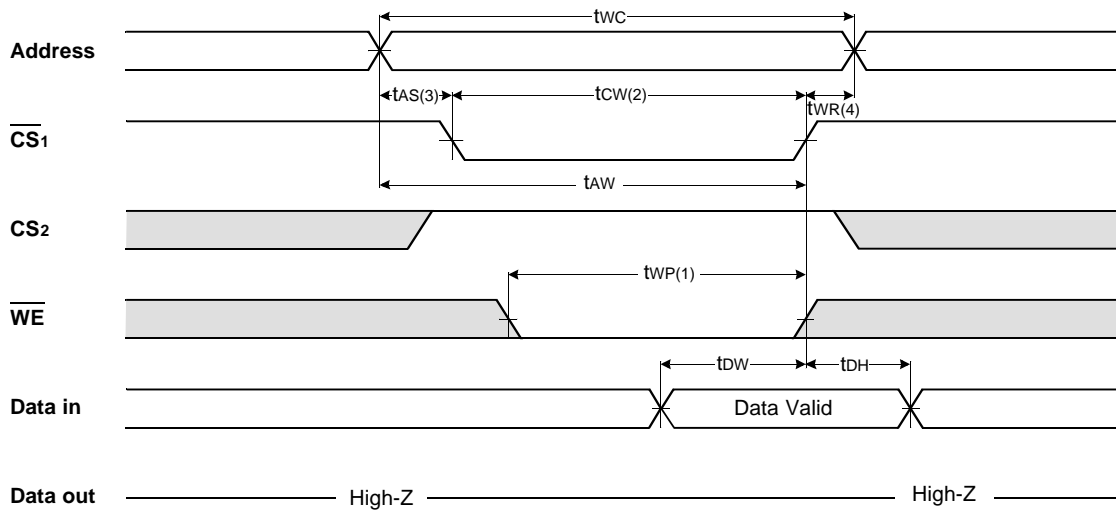 tWC
Address
tAS(3) tCW(2) tWR(4)
CS1
tAW
CS2
tWP(1)
WE
tDW tDH
Data in Data Valid
Data out High-Z High-Z